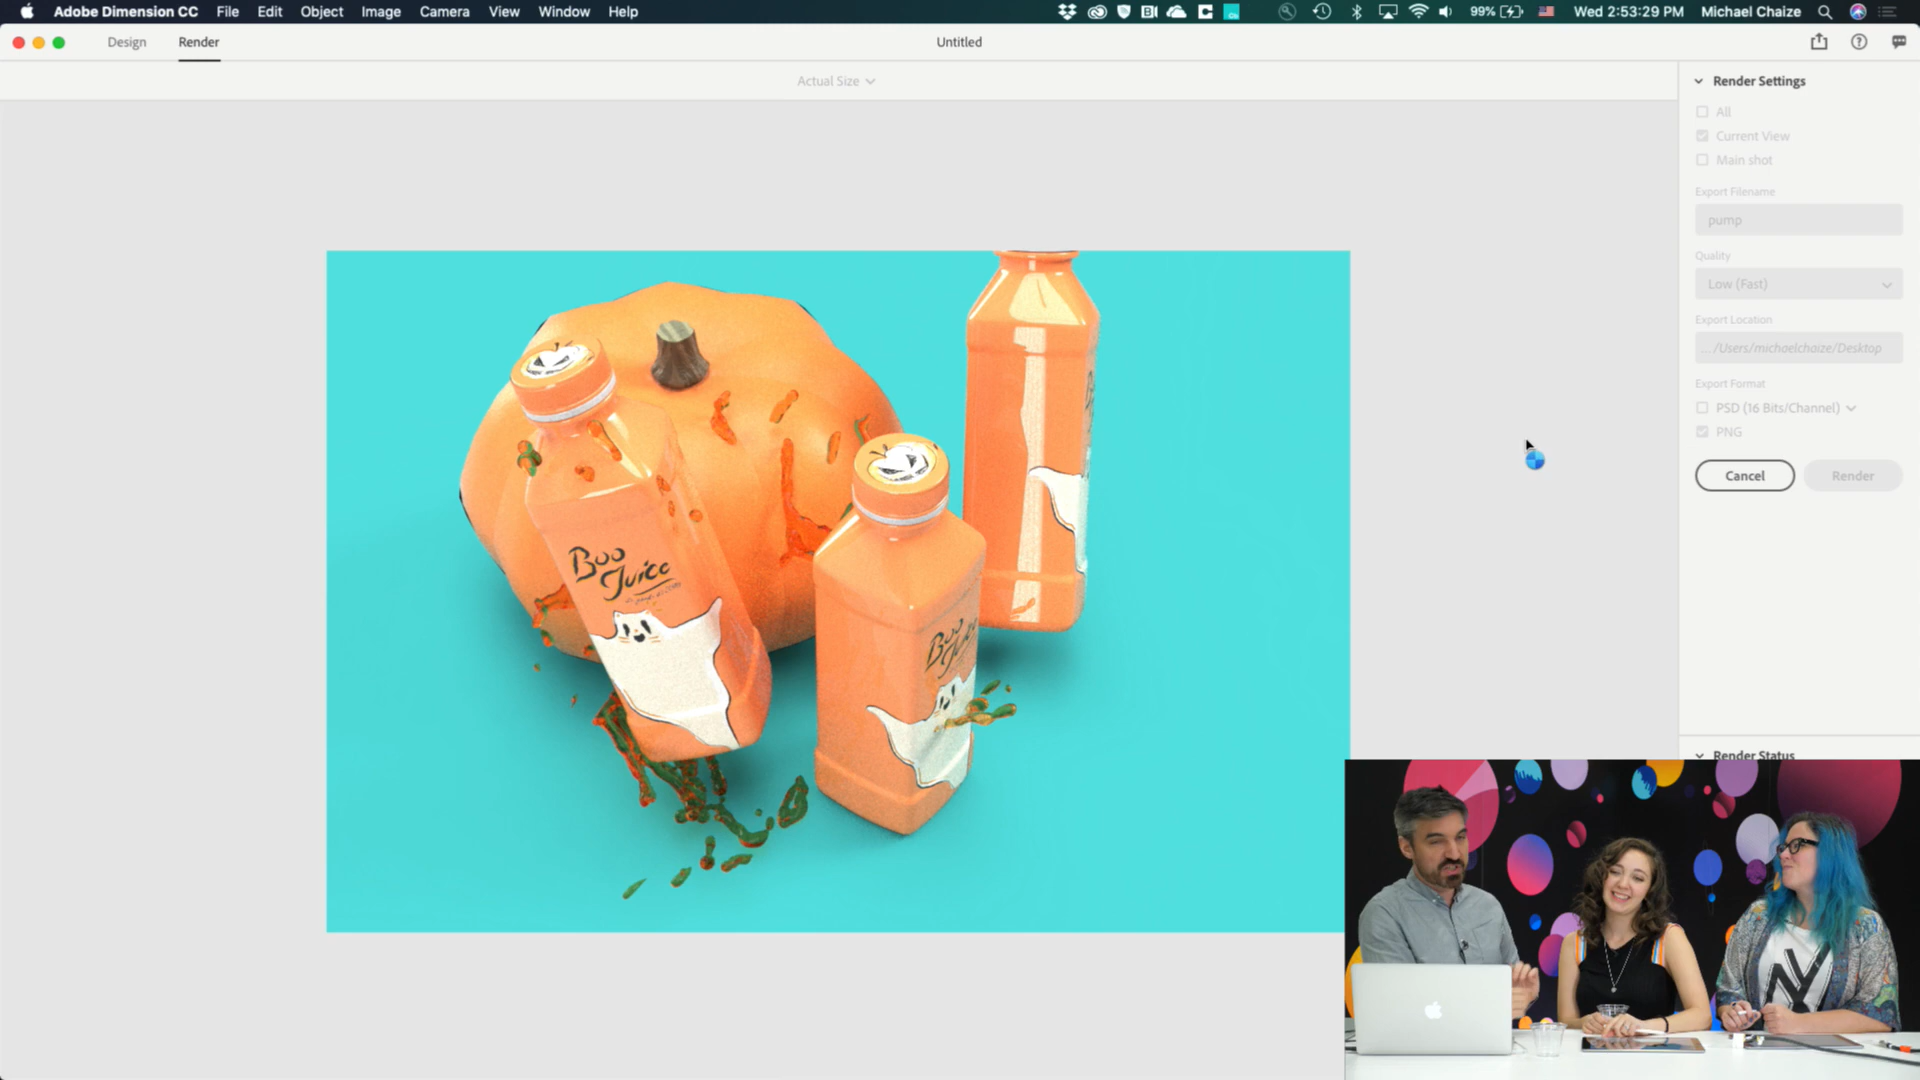 Adobe Dimension CC File Edit Object Image Camera View Window Help 99% Wed 2:53:29 PM Michael Chaize
Design Render Untitled
Actual Size
Render Settings
All
Current View
Main shot
Export Filename
pump
Quality
Low (Fast)
Export Location
.../Users/michaelchaize/Desktop
Export Format
PSD (16 Bits/Channel)
PNG
Cancel Render
Render Status
Boo
Juice
Boo